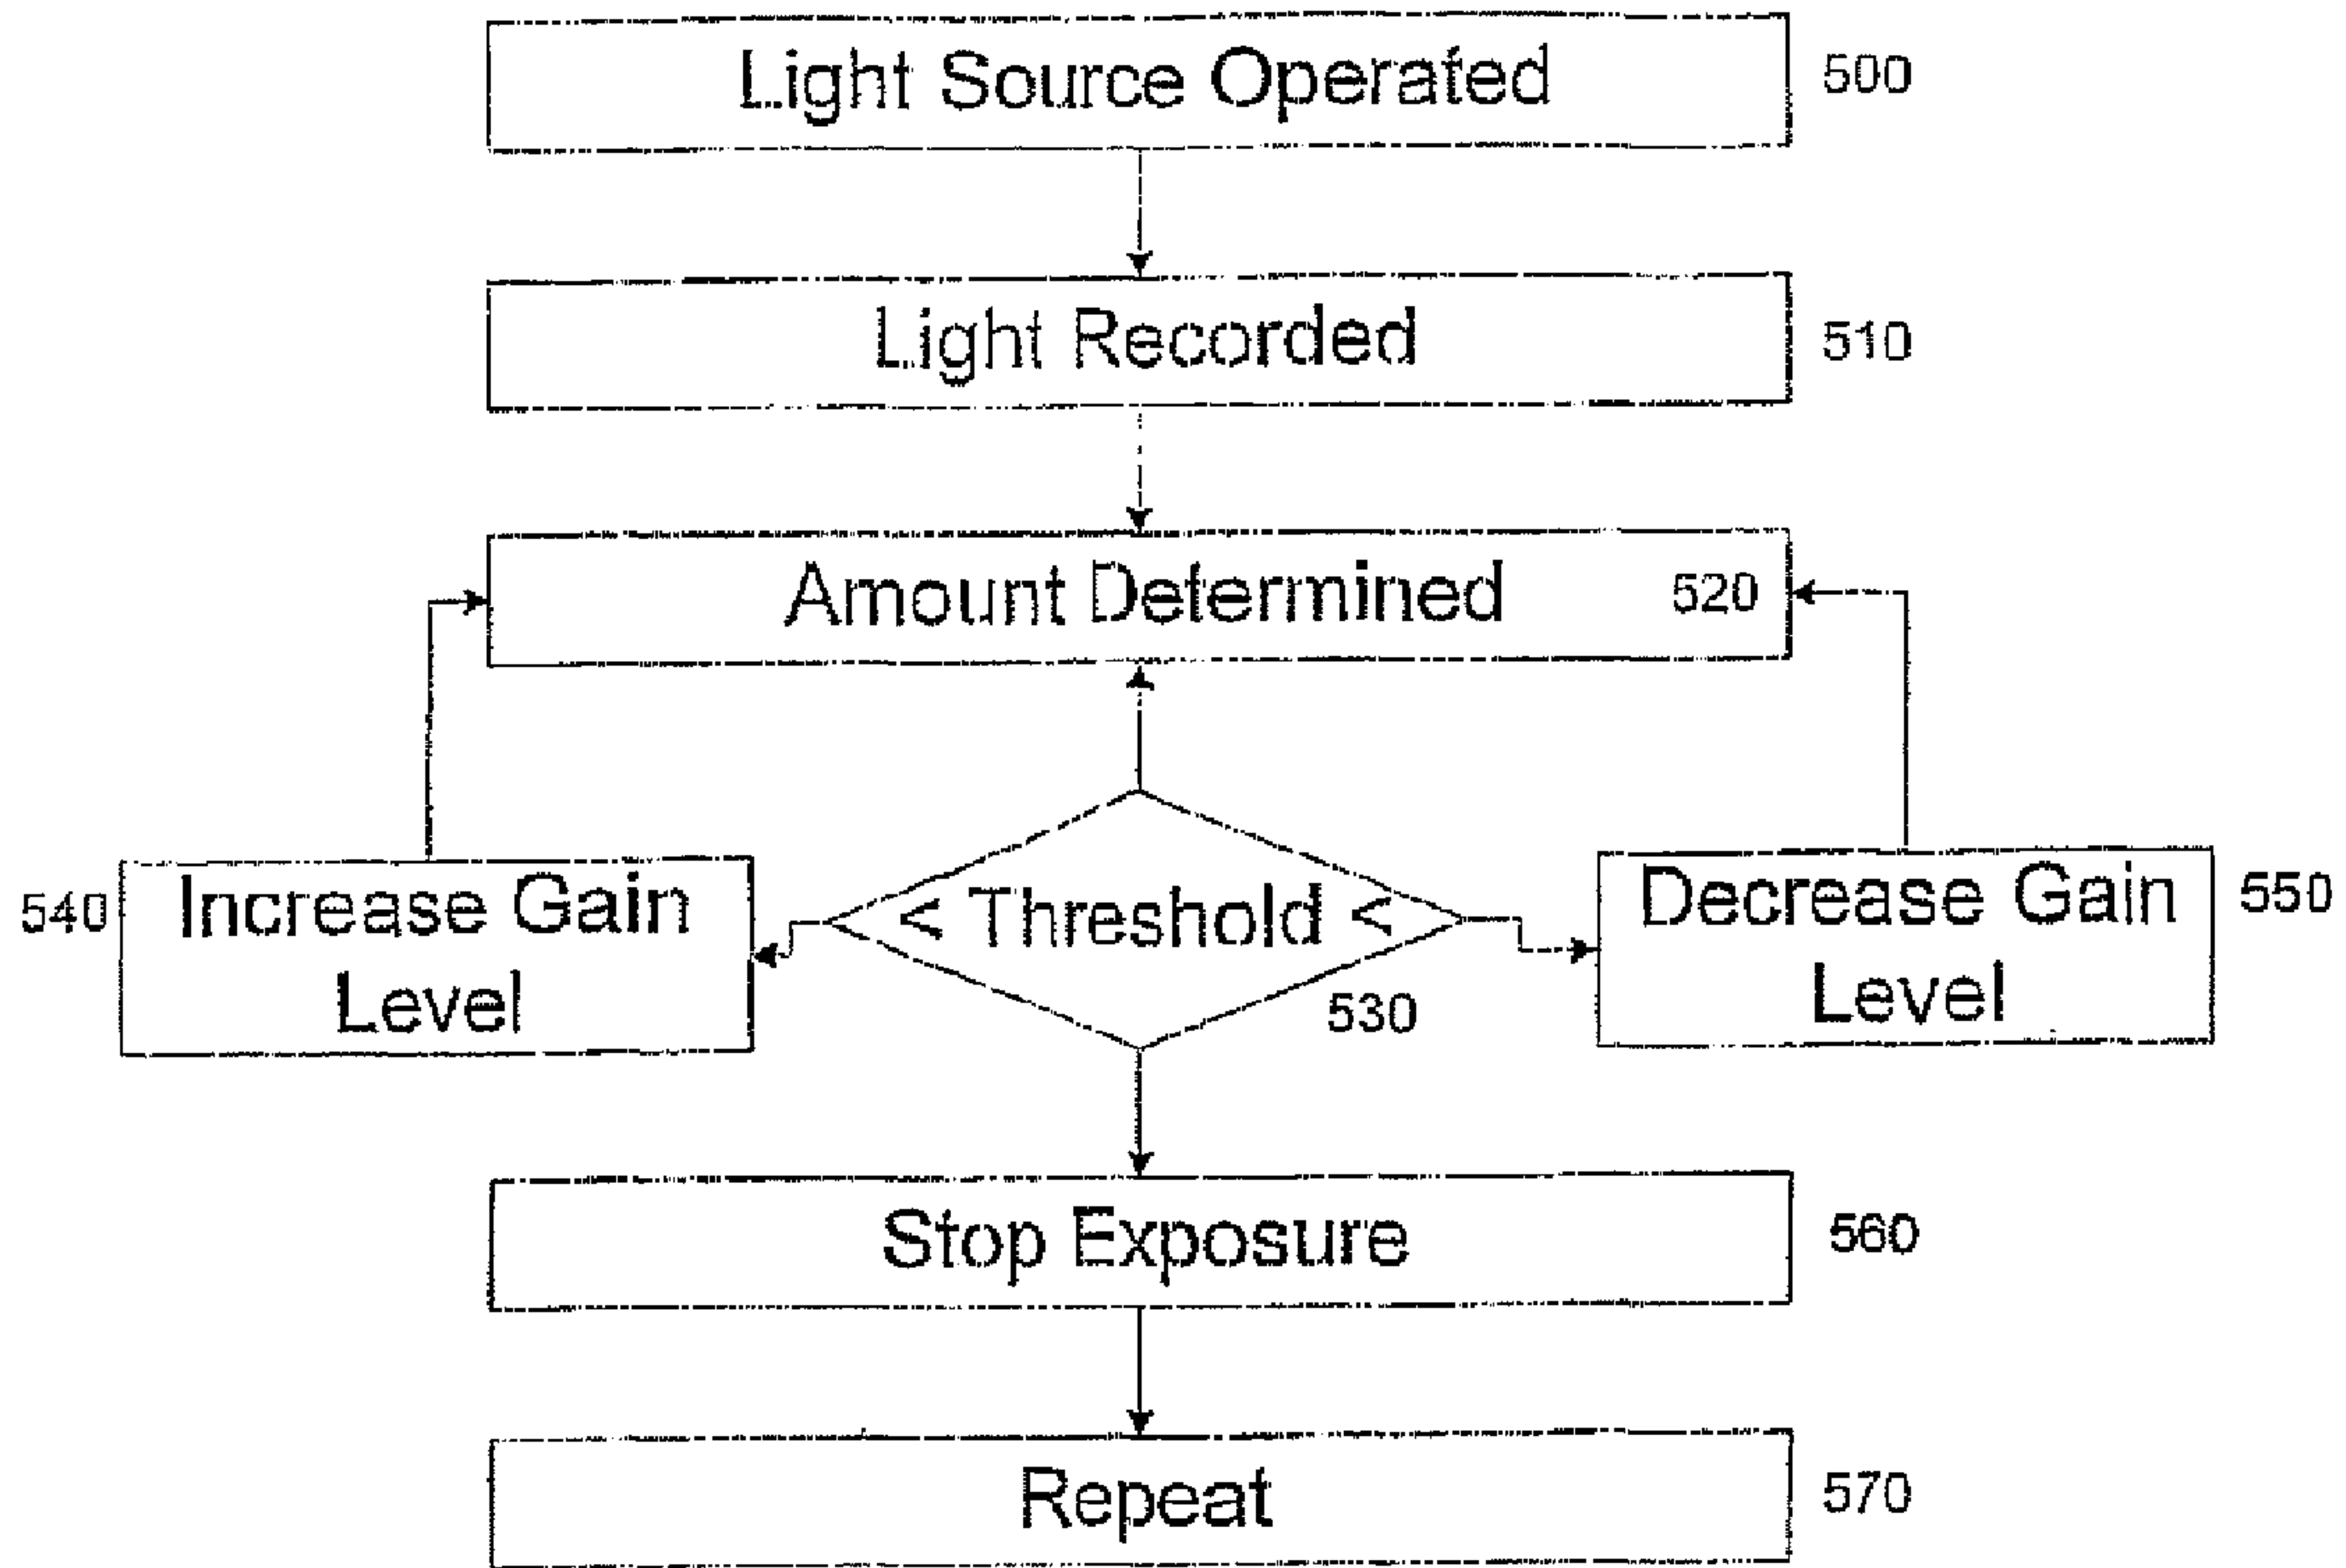 Light Source Operated 500
Light Recorded 510
Amount Determined 520
540 Increase Gain
Level
< Threshold <
530
Decrease Gain 550
Level
Stop Exposure 560
Repeat 570